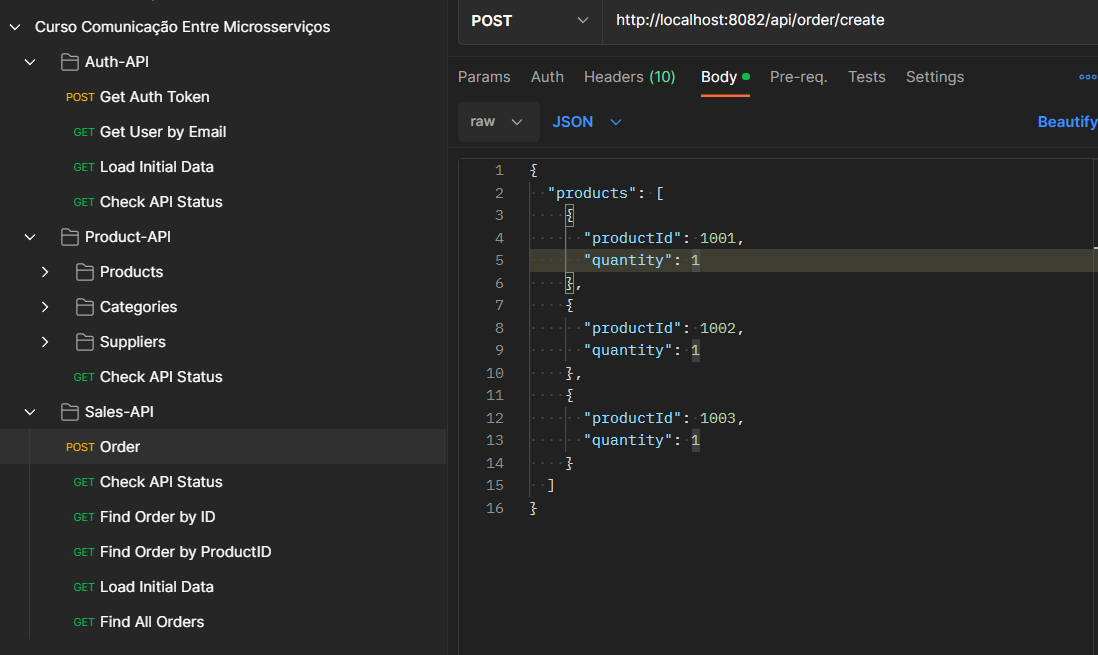 Curso Comunicação Entre Microsserviços
Auth-API
POST Get Auth Token
GET Get User by Email
GET Load Initial Data
GET Check API Status
Product-API
Products
Categories
Suppliers
GET Check API Status
Sales-API
POST Order
GET Check API Status
GET Find Order by ID
GET Find Order by ProductID
GET Load Initial Data
GET Find All Orders
POST http://localhost:8082/api/order/create
Params Auth Headers (10) Body Pre-req. Tests Settings
raw JSON Beautify
1 {
2 "products": [
3 {
4 "productId": 1001,
5 "quantity": 1
6 },
7 {
8 "productId": 1002,
9 "quantity": 1
10 },
11 {
12 "productId": 1003,
13 "quantity": 1
14 }
15 ]
16 }